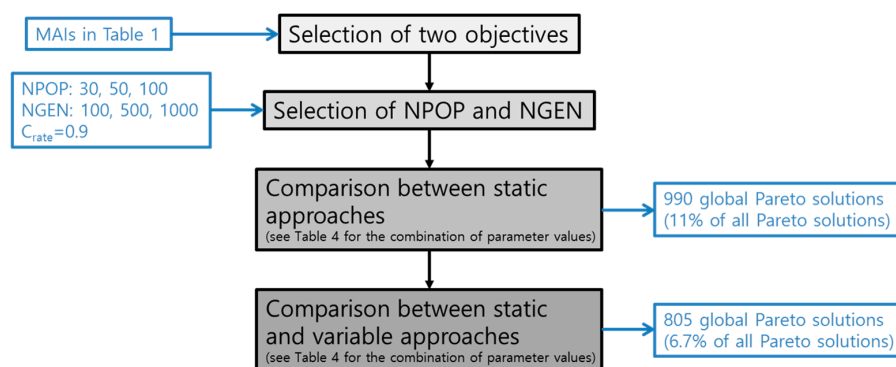 MAIs in Table 1
Selection of two objectives
NPOP: 30, 50, 100
NGEN: 100, 500, 1000
Crate=0.9
Selection of NPOP and NGEN
Comparison between static
approaches
(see Table 4 for the combination of parameter values)
990 global Pareto solutions
(11% of all Pareto solutions)
Comparison between static
and variable approaches
(see Table 4 for the combination of parameter values)
805 global Pareto solutions
(6.7% of all Pareto solutions)